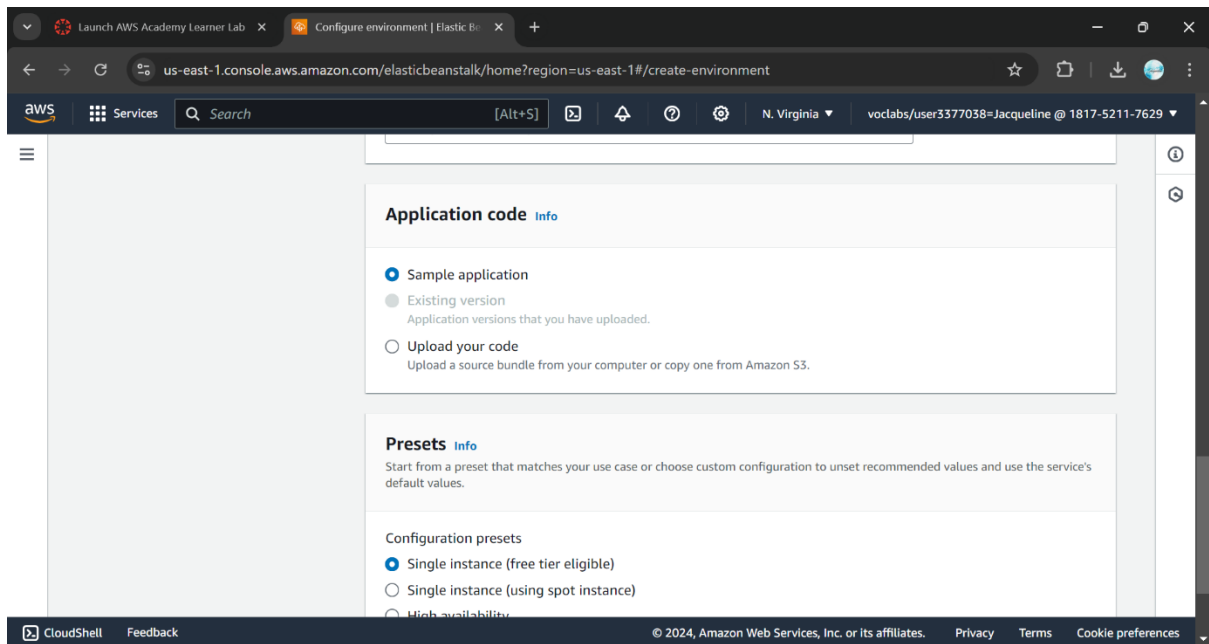 Launch AWS Academy Learner Lab
Configure environment | Elastic Be
us-east-1.console.aws.amazon.com/elasticbeanstalk/home?region=us-east-1#/create-environment
aws
Services
Search
[Alt+S]
N. Virginia
voclabs/user3377038=Jacqueline @ 1817-5211-7629
Application code Info
Sample application
Existing version
Application versions that you have uploaded.
Upload your code
Upload a source bundle from your computer or copy one from Amazon S3.
Presets Info
Start from a preset that matches your use case or choose custom configuration to unset recommended values and use the service's
default values.
Configuration presets
Single instance (free tier eligible)
Single instance (using spot instance)
High availability
CloudShell Feedback © 2024, Amazon Web Services, Inc. or its affiliates. Privacy Terms Cookie preferences